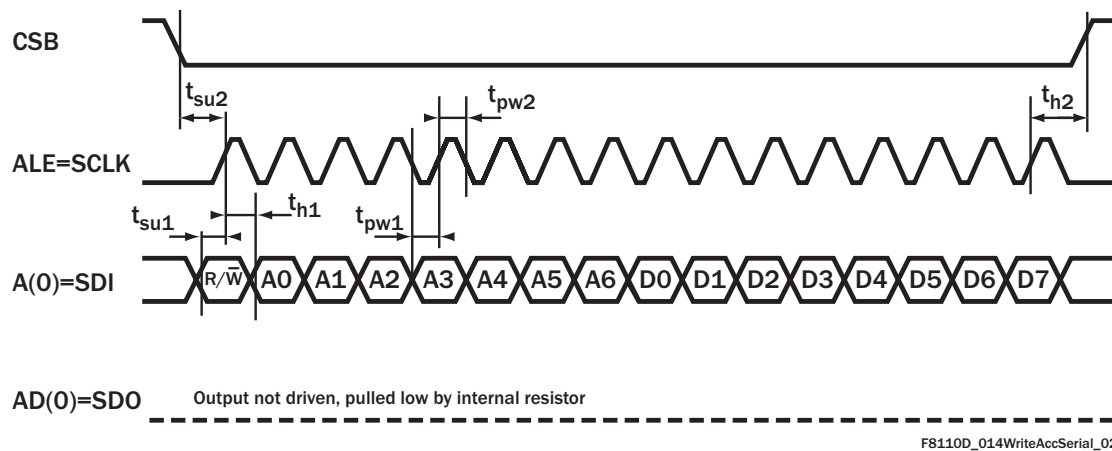 CSB
tsu2
tpw2
th2
ALE=SCLK
tsu1
th1
tpw1
A(0)=SDI
R/W̅ A0 A1 A2 A3 A4 A5 A6 D0 D1 D2 D3 D4 D5 D6 D7
AD(0)=SDO
Output not driven, pulled low by internal resistor
F8110D_014WriteAccSerial_02